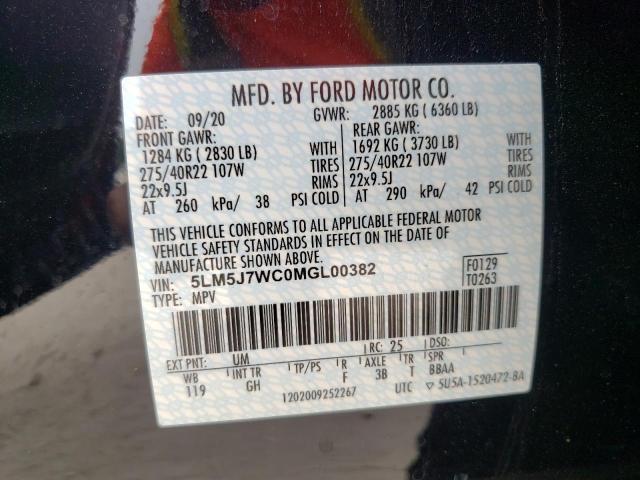 MFD. BY FORD MOTOR CO.
DATE: 09/20 GVWR: 2885 KG ( 6360 LB)
FRONT GAWR: REAR GAWR:
1284 KG ( 2830 LB) WITH 1692 KG ( 3730 LB) WITH
275/40R22 107W TIRES 275/40R22 107W TIRES
22x9.5J RIMS 22x9.5J RIMS
AT 260 kPa/ 38 PSI COLD AT 290 kPa/ 42 PSI COLD
THIS VEHICLE CONFORMS TO ALL APPLICABLE FEDERAL MOTOR
VEHICLE SAFETY STANDARDS IN EFFECT ON THE DATE OF
MANUFACTURE SHOWN ABOVE.
VIN: 5LM5J7WC0MGL00382 F0129
TYPE: MPV T0263
EXT PNT: UM RC: 25 DSO:
WB INT TR TP/PS R AXLE TR SPR
119 GH F 3B T BBAA
1202009252267 UTC ▽ 5U5A-1520472-BA